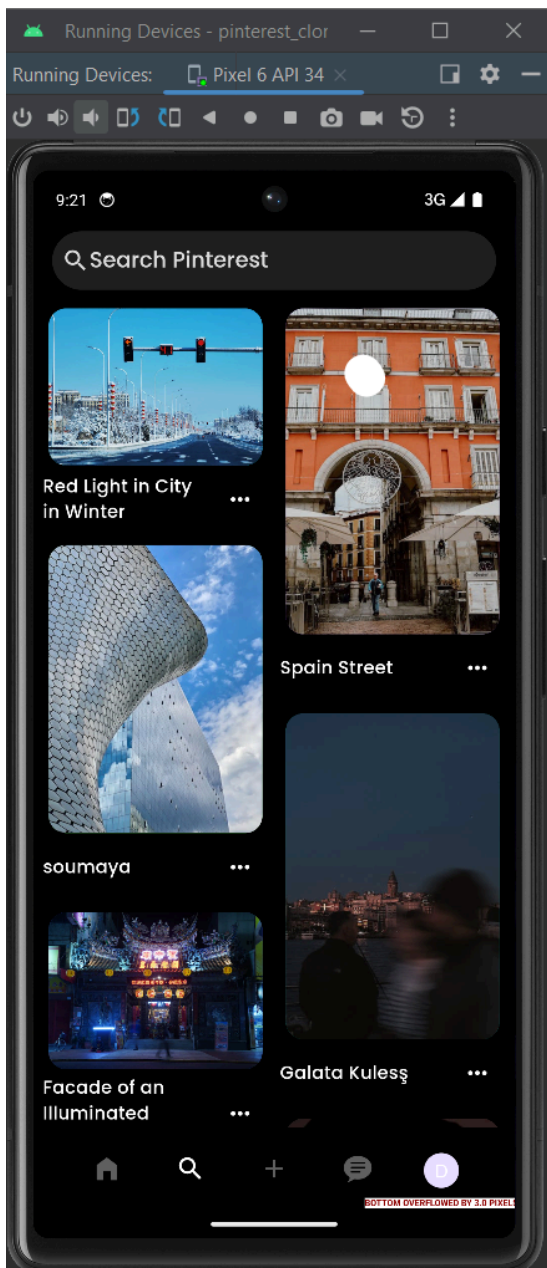 Running Devices - pinterest_clor
Running Devices:
Pixel 6 API 34
9:21
3G
Search Pinterest
Red Light in City
in Winter
Spain Street
soumaya
Galata Kulesş
Facade of an
Illuminated
D
BOTTOM OVERFLOWED BY 3.0 PIXELS